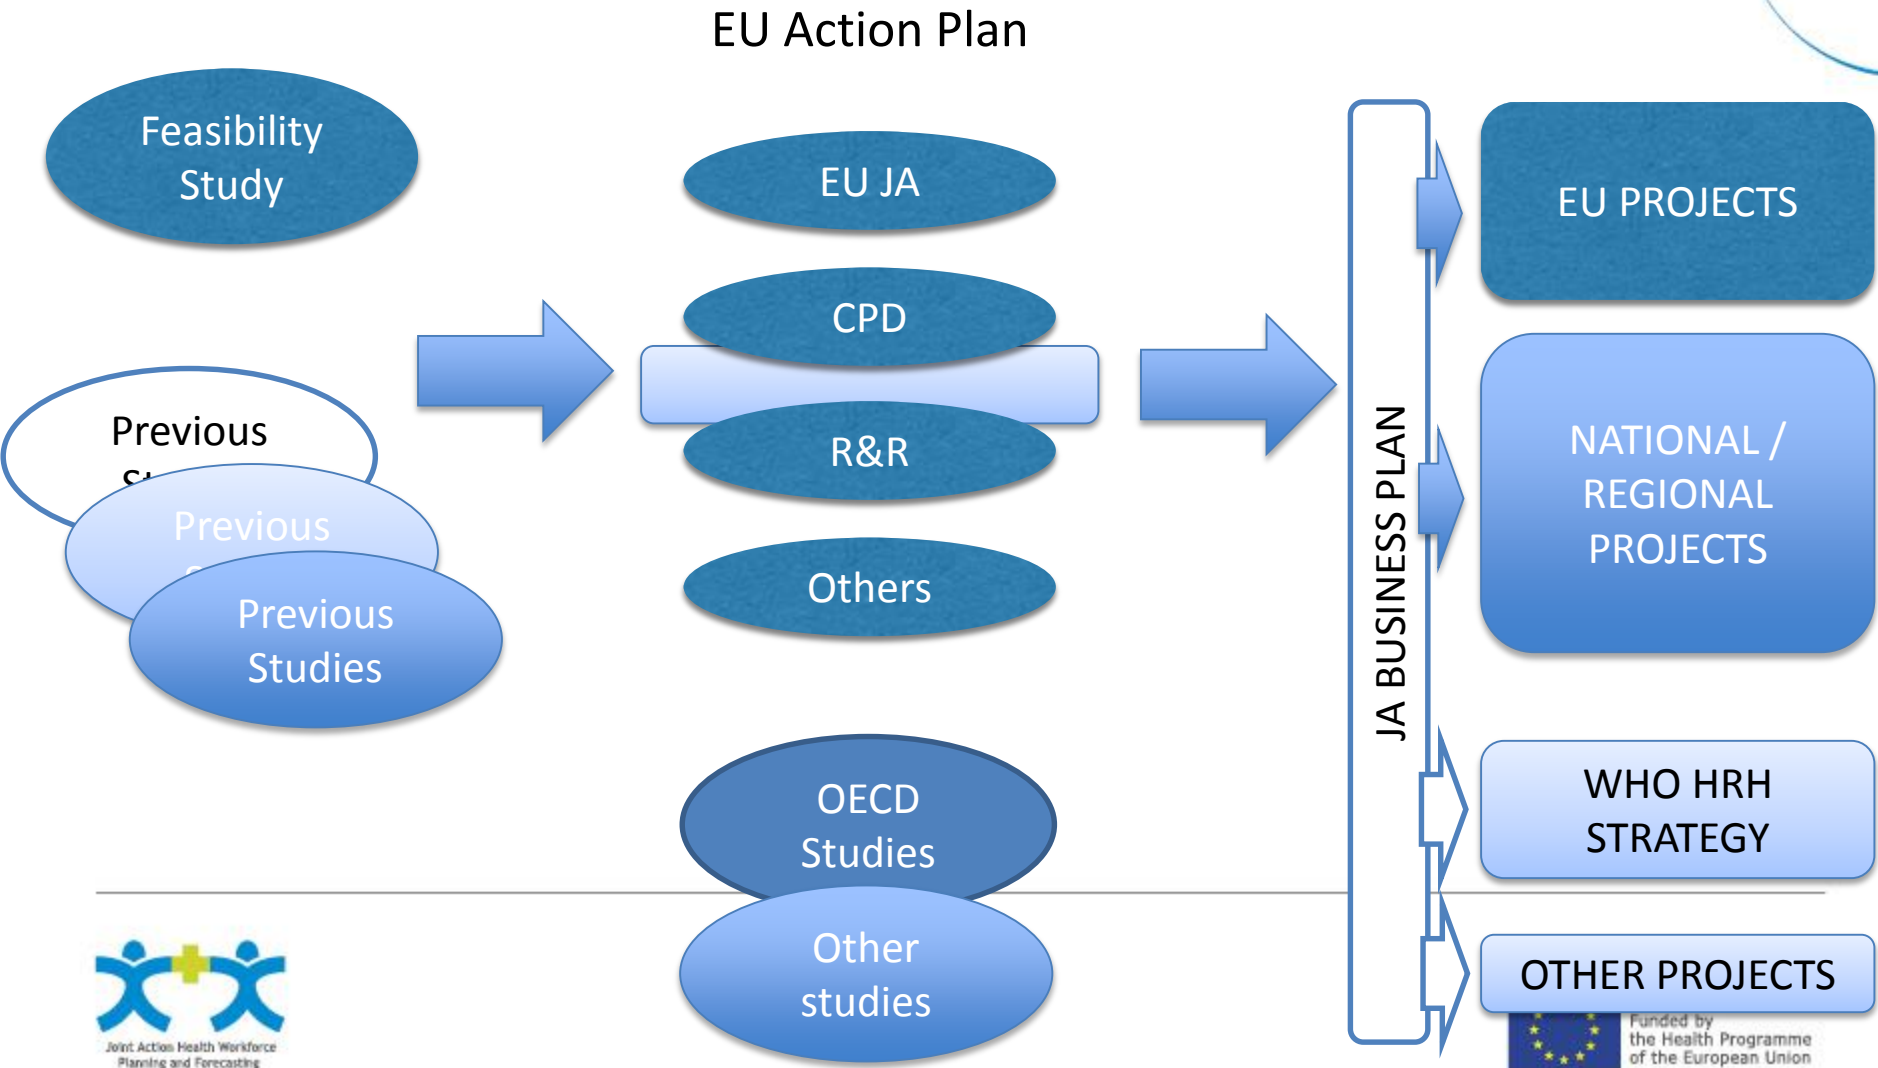 EU Action Plan
Feasibility
Study
Previous
Previous
Previous
Studies
EU JA
CPD
R&R
Others
OECD
Studies
Other
studies
JA BUSINESS PLAN
EU PROJECTS
NATIONAL /
REGIONAL
PROJECTS
WHO HRH
STRATEGY
OTHER PROJECTS
Joint Action Health Workforce
Planning and Forecasting
Funded by
the Health Programme
of the European Union